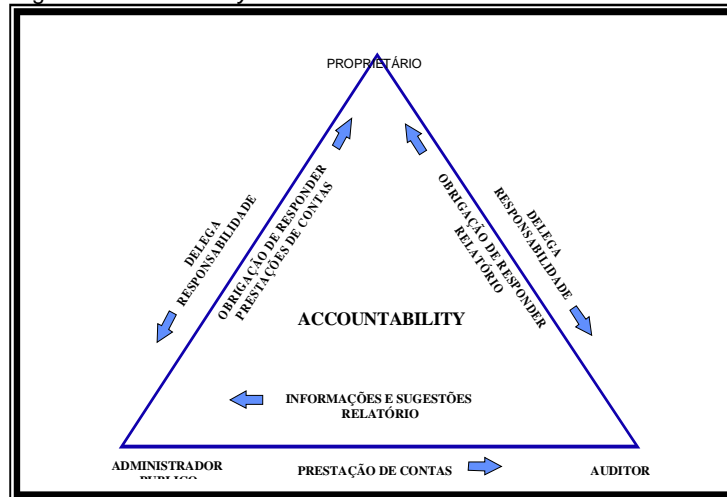 PROPRIETÁRIO
DELEGA
RESPONSABILIDADE
OBRIGAÇÃO DE RESPONDER
PRESTAÇÕES DE CONTAS
OBRIGAÇÃO DE RESPONDER
RELATÓRIO
DELEGA
RESPONSABILIDADE
ACCOUNTABILITY
INFORMAÇÕES E SUGESTÕES
RELATÓRIO
ADMINISTRADOR
PUBLICO
PRESTAÇÃO DE CONTAS
AUDITOR